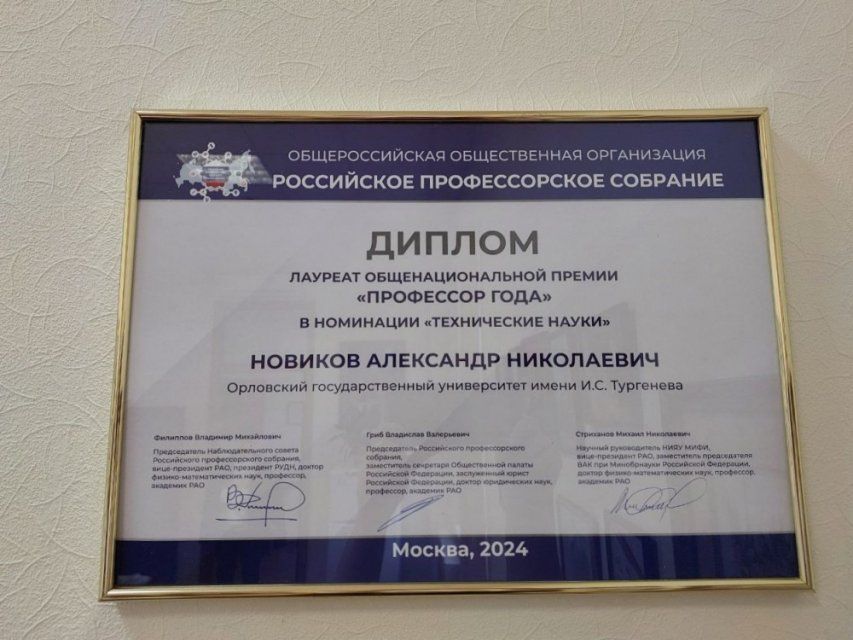 ОБЩЕРОССИЙСКАЯ ОБЩЕСТВЕННАЯ ОРГАНИЗАЦИЯ
РОССИЙСКОЕ ПРОФЕССОРСКОЕ СОБРАНИЕ
ДИПЛОМ
ЛАУРЕАТ ОБЩЕНАЦИОНАЛЬНОЙ ПРЕМИИ
«ПРОФЕССОР ГОДА»
В НОМИНАЦИИ «ТЕХНИЧЕСКИЕ НАУКИ»
НОВИКОВ АЛЕКСАНДР НИКОЛАЕВИЧ
Орловский государственный университет имени И.С. Тургенева
Филиппов Владимир Михайлович
Председатель Наблюдательного совета
Российского профессорского собрания,
вице-президент РАО, президент РУДН, доктор
физико-математических наук, профессор,
академик РАО
Гриб Владислав Валерьевич
Председатель Российского профессорского
собрания,
заместитель секретаря Общественной палаты
Российской Федерации, заслуженный юрист
Российской Федерации, доктор юридических наук,
профессор, академик РАО
Стриханов Михаил Николаевич
Научный руководитель НИЯУ МИФИ,
вице-президент РАО, заместитель председателя
ВАК при Минобрнауки Российской Федерации,
доктор физико-математических наук, профессор,
академик РАО
Москва, 2024